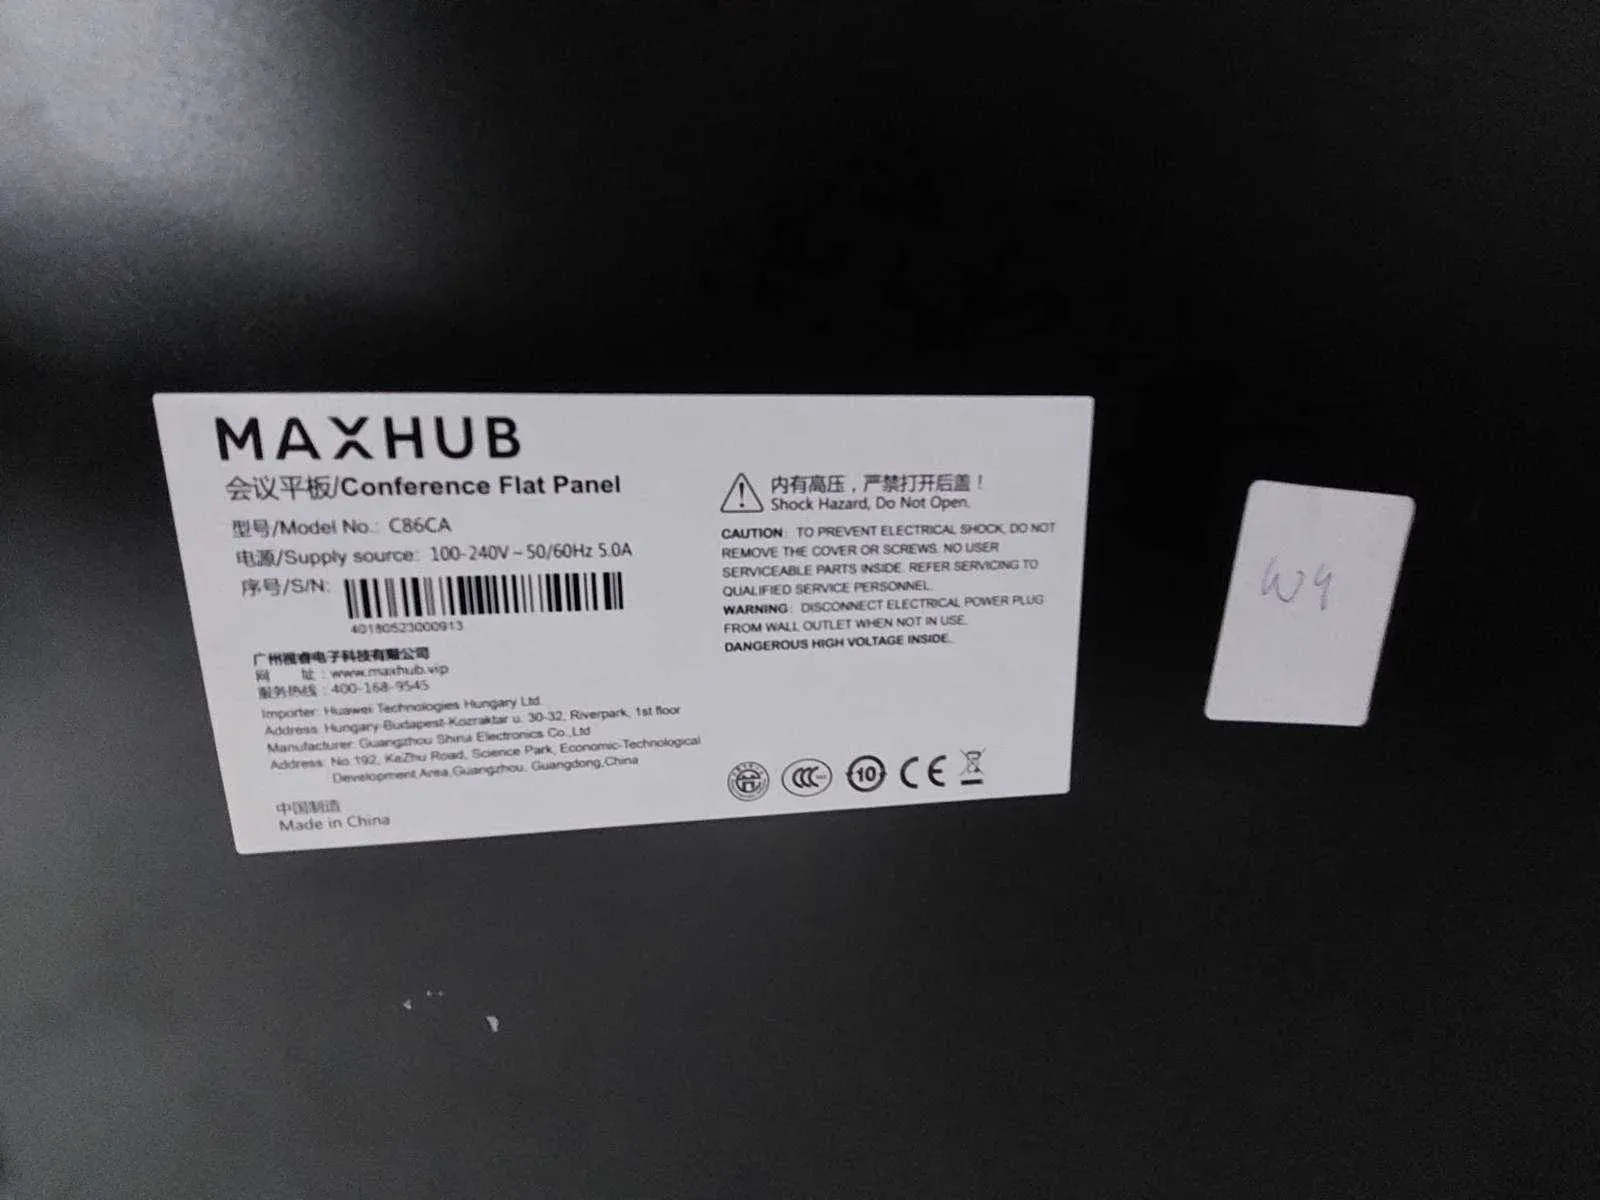 MAXHUB
会议平板/Conference Flat Panel
型号/Model No.: C86CA
电源/Supply source: 100-240V~50/60Hz 5.0A
序号/S/N:
40180523000913
广州视睿电子科技有限公司
网 址：www.maxhub.vip
服务热线：400-168-9545
Importer: Huawei Technologies Hungary Ltd.
Address: Hungary-Budapest-Kozraktar u. 30-32, Riverpark, 1st floor
Manufacturer: Guangzhou Shirui Electronics Co.,Ltd
Address: No.192, KeZhu Road, Science Park, Economic-Technological
Development Area,Guangzhou, Guangdong,China
中国制造
Made in China
内有高压，严禁打开后盖！
Shock Hazard, Do Not Open.
CAUTION: TO PREVENT ELECTRICAL SHOCK, DO NOT
REMOVE THE COVER OR SCREWS. NO USER
SERVICEABLE PARTS INSIDE. REFER SERVICING TO
QUALIFIED SERVICE PERSONNEL.
WARNING: DISCONNECT ELECTRICAL POWER PLUG
FROM WALL OUTLET WHEN NOT IN USE.
DANGEROUS HIGH VOLTAGE INSIDE.
10 CE